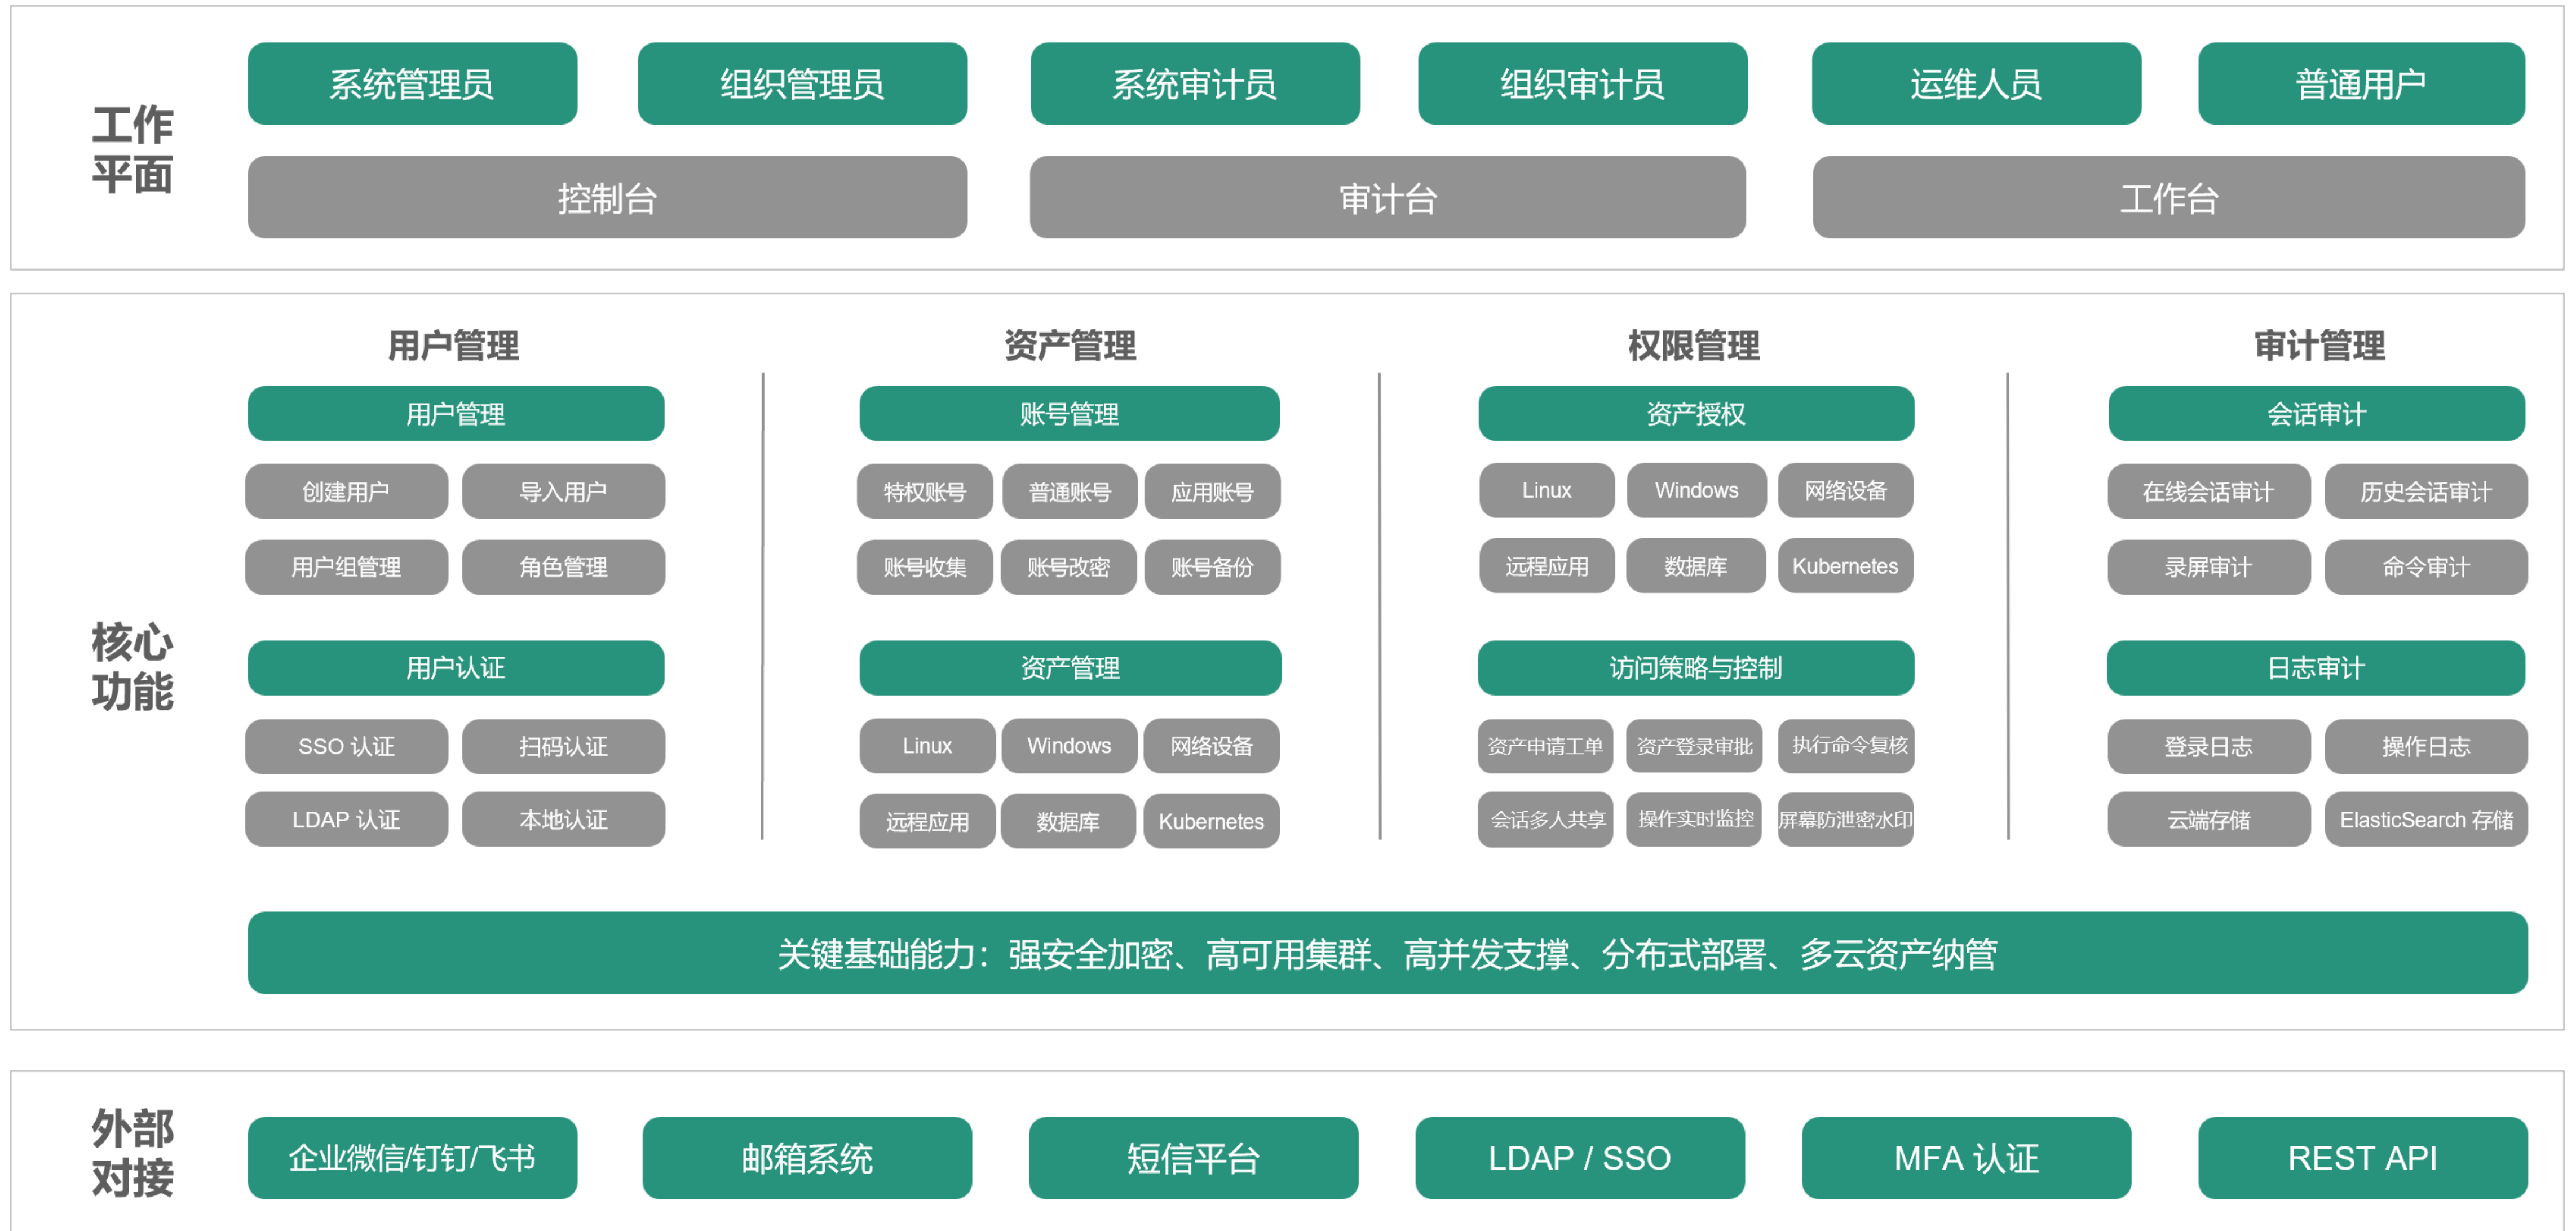 工作
平面
系统管理员
组织管理员
系统审计员
组织审计员
运维人员
普通用户
控制台
审计台
工作台
核心
功能
用户管理
用户管理
创建用户
导入用户
用户组管理
角色管理
用户认证
SSO 认证
扫码认证
LDAP 认证
本地认证
资产管理
账号管理
特权账号
普通账号
应用账号
账号收集
账号改密
账号备份
资产管理
Linux
Windows
网络设备
远程应用
数据库
Kubernetes
权限管理
资产授权
Linux
Windows
网络设备
远程应用
数据库
Kubernetes
访问策略与控制
资产申请工单
资产登录审批
执行命令复核
会话多人共享
操作实时监控
屏幕防泄密水印
审计管理
会话审计
在线会话审计
历史会话审计
录屏审计
命令审计
日志审计
登录日志
操作日志
云端存储
ElasticSearch 存储
关键基础能力：强安全加密、高可用集群、高并发支撑、分布式部署、多云资产纳管
外部
对接
企业微信/钉钉/飞书
邮箱系统
短信平台
LDAP / SSO
MFA 认证
REST API